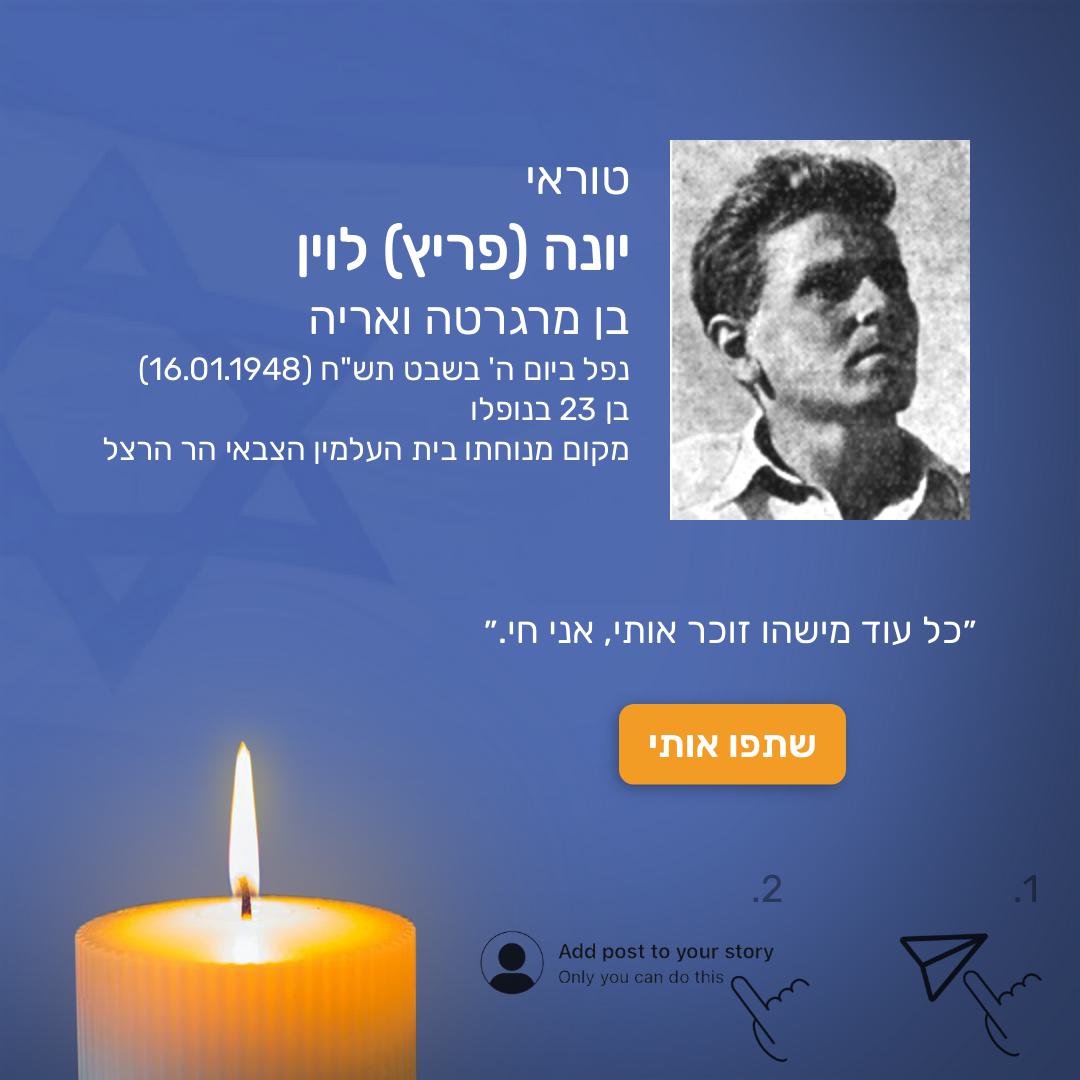 טוראי
יונה (פריץ) לוין
בן מרגרטה ואריה
נפל ביום ה' בשבט תש"ח (16.01.1948)
בן 23 בנופלו
מקום מנוחתו בית העלמין הצבאי הר הרצל
״כל עוד מישהו זוכר אותי, אני חי.״
שתפו אותי
1.
2.
Add post to your story
Only you can do this